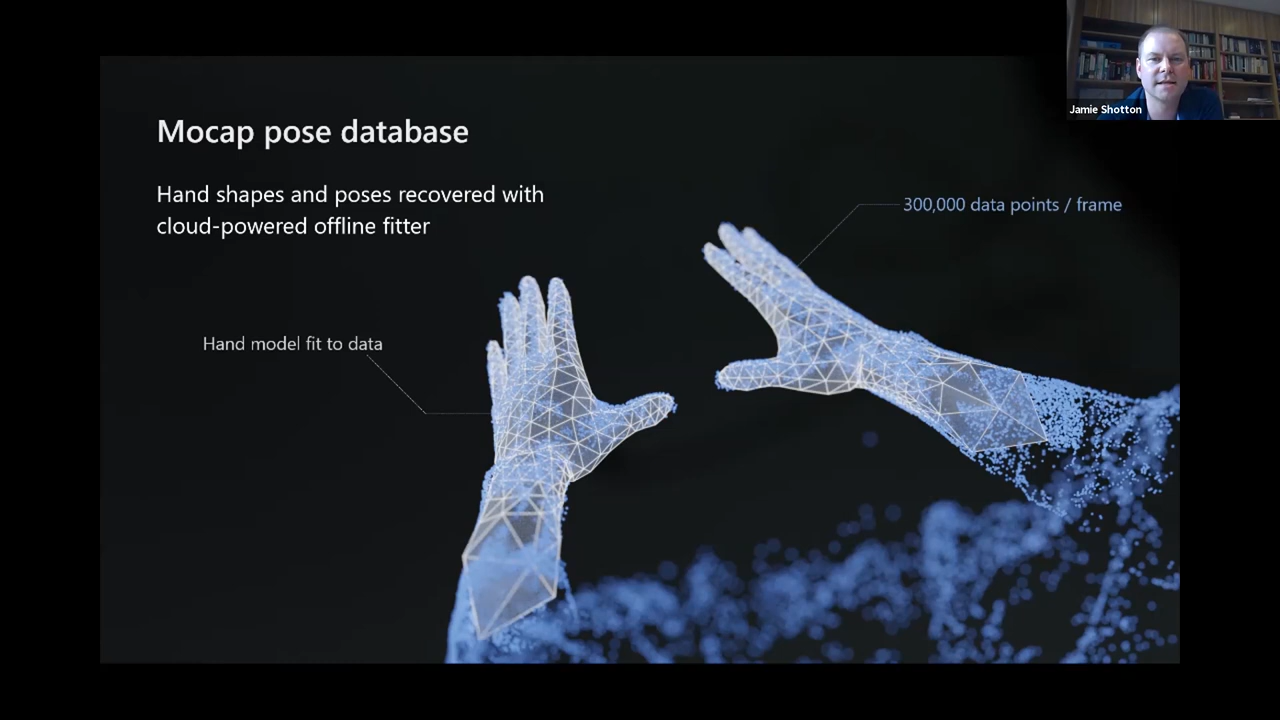 Jamie Shotton
Mocap pose database
Hand shapes and poses recovered with
cloud-powered offline fitter
300,000 data points / frame
Hand model fit to data